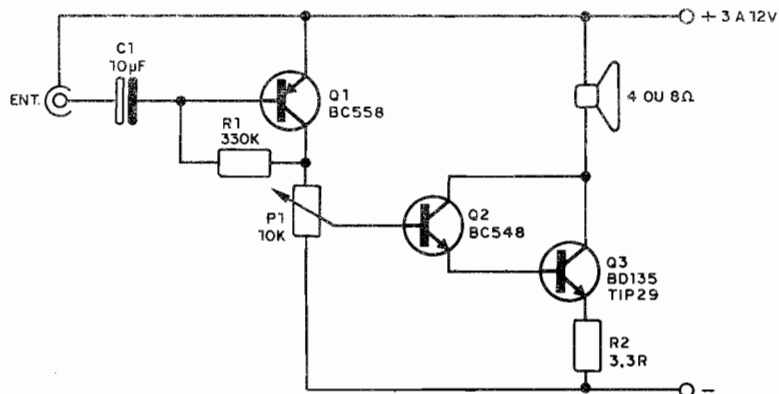 + 3 A 12V
C1
10µF
ENT.
Q1
BC558
4 OU 8Ω
R1
330K
P1
10K
Q2
BC548
Q3
BD135
TIP29
R2
3,3R
−